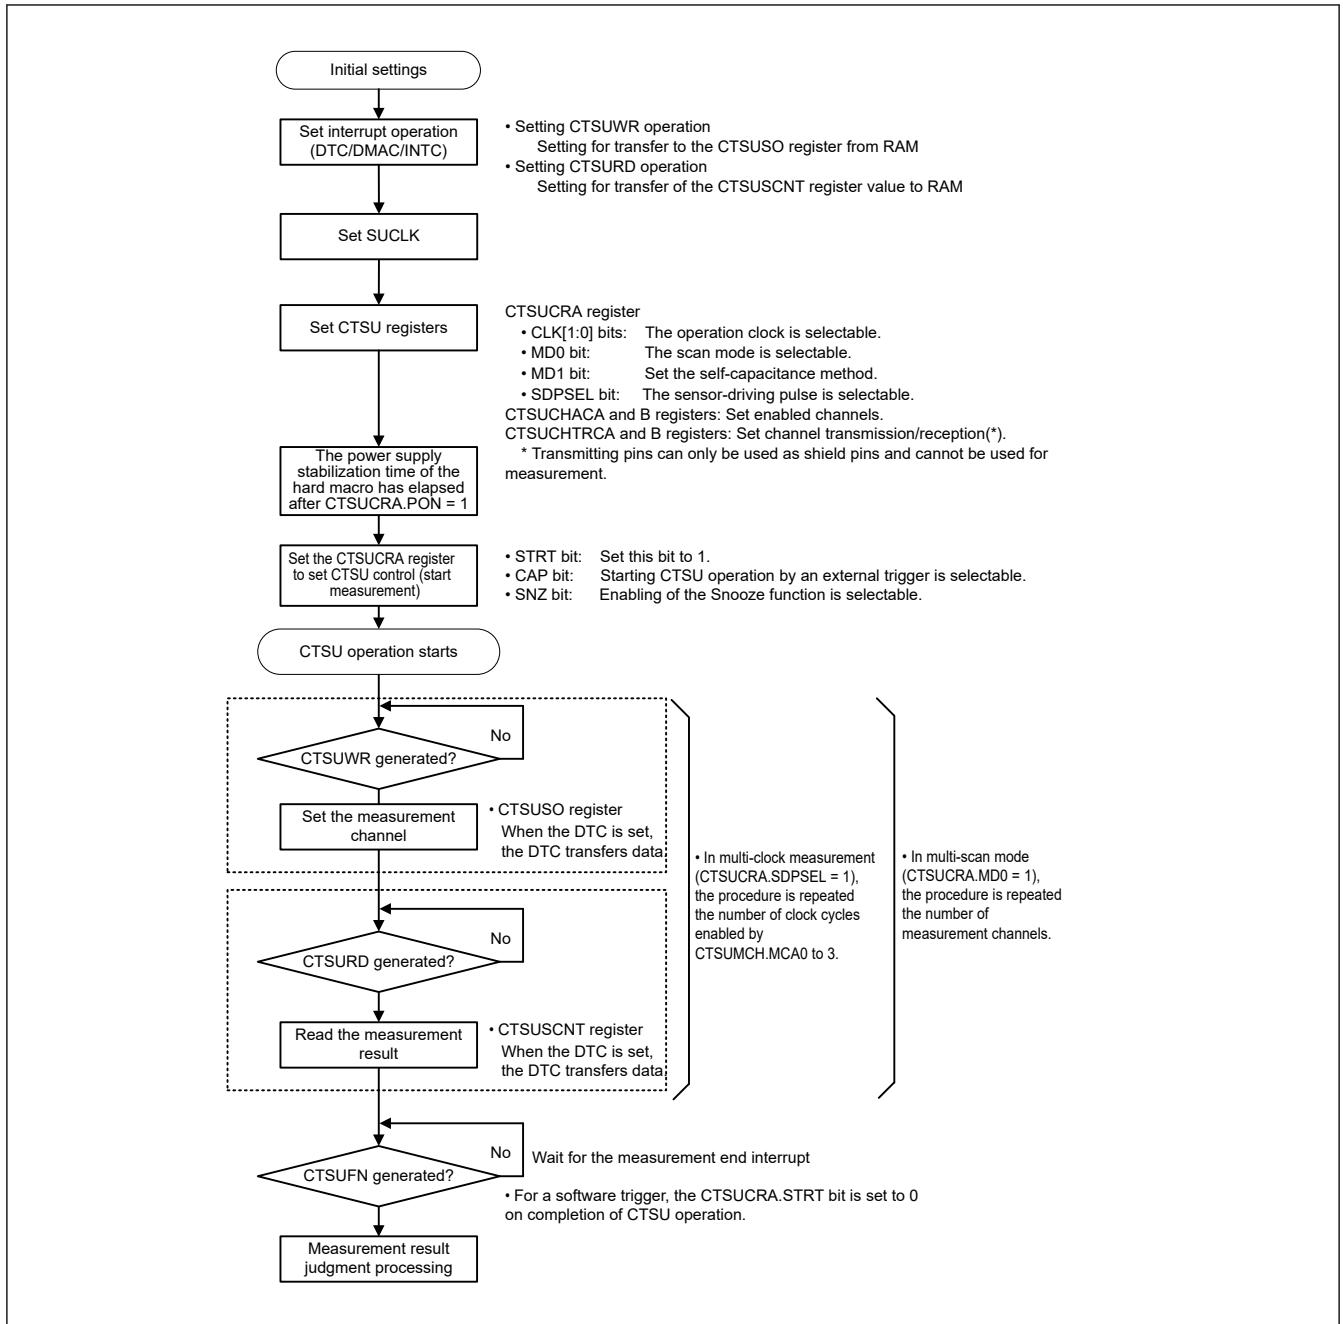 Initial settings
Set interrupt operation
(DTC/DMAC/INTC)
• Setting CTSUWR operation
Setting for transfer to the CTSUSO register from RAM
• Setting CTSURD operation
Setting for transfer of the CTSUSCNT register value to RAM
Set SUCLK
Set CTSU registers
CTSUCRA register
• CLK[1:0] bits: The operation clock is selectable.
• MD0 bit: The scan mode is selectable.
• MD1 bit: Set the self-capacitance method.
• SDPSEL bit: The sensor-driving pulse is selectable.
CTSUCHACA and B registers: Set enabled channels.
CTSUCHTRCA and B registers: Set channel transmission/reception(*).
* Transmitting pins can only be used as shield pins and cannot be used for
measurement.
The power supply
stabilization time of the
hard macro has elapsed
after CTSUCRA.PON = 1
Set the CTSUCRA register
to set CTSU control (start
measurement)
• STRT bit: Set this bit to 1.
• CAP bit: Starting CTSU operation by an external trigger is selectable.
• SNZ bit: Enabling of the Snooze function is selectable.
CTSU operation starts
No
CTSUWR generated?
Set the measurement
channel
• CTSUSO register
When the DTC is set,
the DTC transfers data
No
CTSURD generated?
Read the measurement
result
• CTSUSCNT register
When the DTC is set,
the DTC transfers data
• In multi-clock measurement
(CTSUCRA.SDPSEL = 1),
the procedure is repeated
the number of clock cycles
enabled by
CTSUMCH.MCA0 to 3.
• In multi-scan mode
(CTSUCRA.MD0 = 1),
the procedure is repeated
the number of
measurement channels.
No
Wait for the measurement end interrupt
CTSUFN generated?
• For a software trigger, the CTSUCRA.STRT bit is set to 0
on completion of CTSU operation.
Measurement result
judgment processing